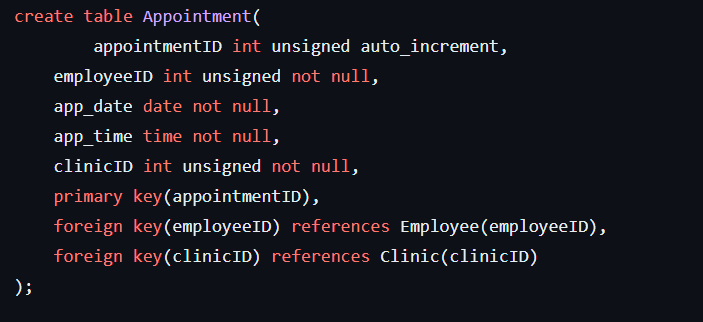 create table Appointment(
        appointmentID int unsigned auto_increment,
    employeeID int unsigned not null,
    app_date date not null,
    app_time time not null,
    clinicID int unsigned not null,
    primary key(appointmentID),
    foreign key(employeeID) references Employee(employeeID),
    foreign key(clinicID) references Clinic(clinicID)
);